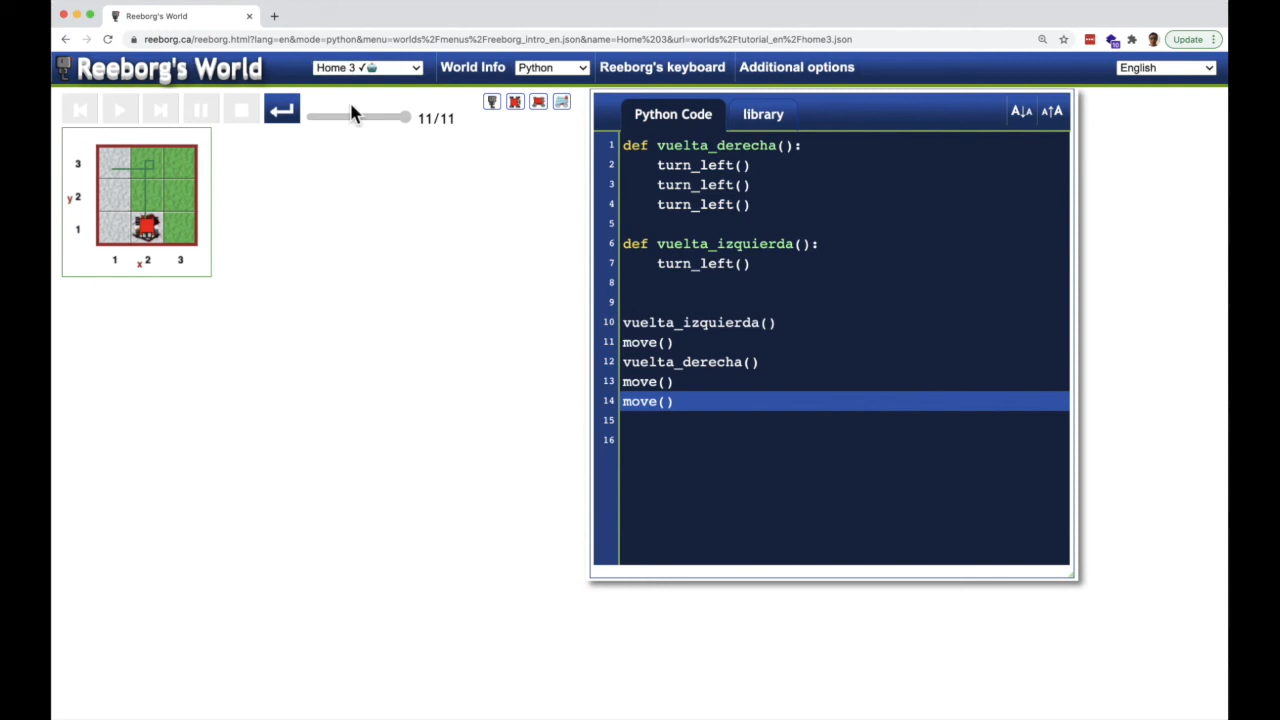 Reeborg's World
reeborg.ca/reeborg.html?lang=en&mode=python&menu=worlds%2Fmenus%2Freeborg_intro_en.json&name=Home%203&url=worlds%2Ftutorial_en%2Fhome3.json
10
Update
Reeborg's World
Home 3 ✓
World Info
Python
Reeborg's keyboard
Additional options
English
11/11
Python Code
library
A↓A
A↑A
3
y 2
1
1 x 2 3
1 def vuelta_derecha():
2     turn_left()
3     turn_left()
4     turn_left()
5
6 def vuelta_izquierda():
7     turn_left()
8
9
10 vuelta_izquierda()
11 move()
12 vuelta_derecha()
13 move()
14 move()
15
16